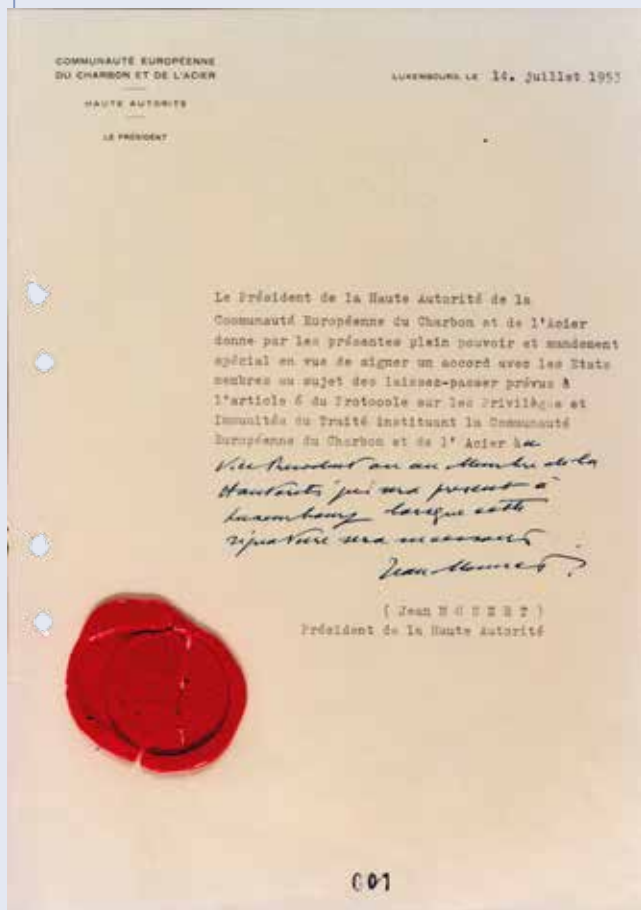 COMMUNAUTÉ EUROPÉENNE
DU CHARBON ET DE L'ACIER
HAUTE AUTORITÉ
LE PRÉSIDENT
LUXEMBOURG, LE 14. juillet 1953
Le Président de la Haute Autorité de la
Communauté Européenne du Charbon et de l'Acier
donne par les présentes plein pouvoir et mandement
spécial en vue de signer un accord avec les Etats
membres au sujet des laissez-passer prévus à
l'article 6 du Protocole sur les Privilèges et
Immunités du Traité instituant la Communauté
Européenne du Charbon et de l' Acier au
Vice Président ou au Membre de la
Haute Autorité qui sera présent à
Luxembourg lorsque cette
signature sera nécessaire
Jean Monnet
( Jean M O N N E T )
Président de la Haute Autorité
001